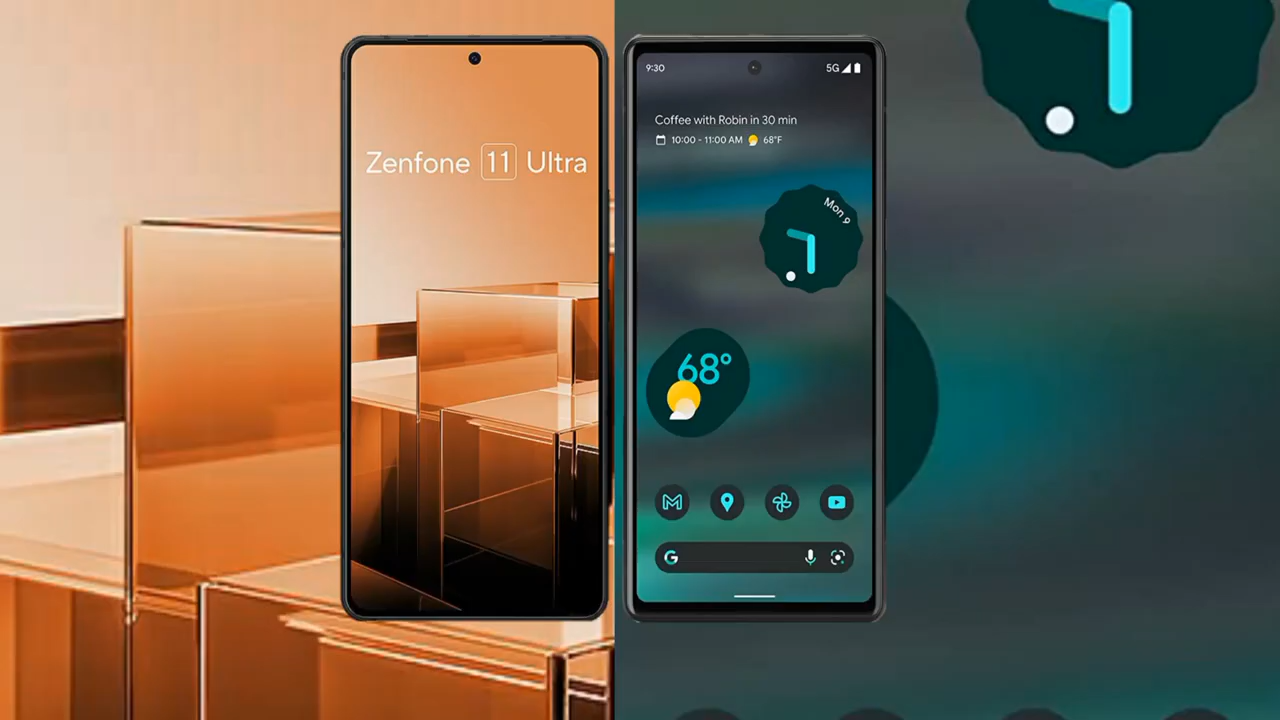 Zenfone 11 Ultra
9:30
5G
Coffee with Robin in 30 min
10:00 - 11:00 AM 68°F
Mon 9
68°